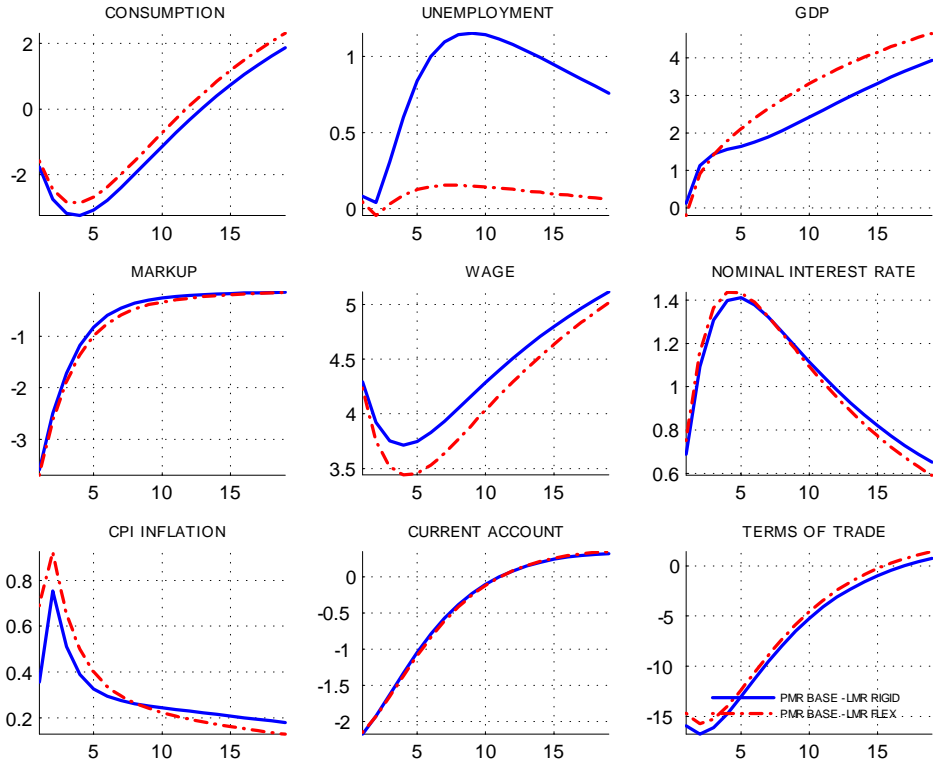 CONSUMPTION
UNEMPLOYMENT
GDP
2
0
-2
5 10 15
1
0.5
0
5 10 15
4
3
2
1
0
5 10 15
MARKUP
WAGE
NOMINAL INTEREST RATE
-1
-2
-3
5 10 15
5
4.5
4
3.5
5 10 15
1.4
1.2
1
0.8
0.6
5 10 15
CPI INFLATION
CURRENT ACCOUNT
TERMS OF TRADE
0.8
0.6
0.4
0.2
5 10 15
0
-0.5
-1
-1.5
-2
5 10 15
0
-5
-10
-15
5 10 15
PMR BASE - LMR RIGID
PMR BASE - LMR FLEX